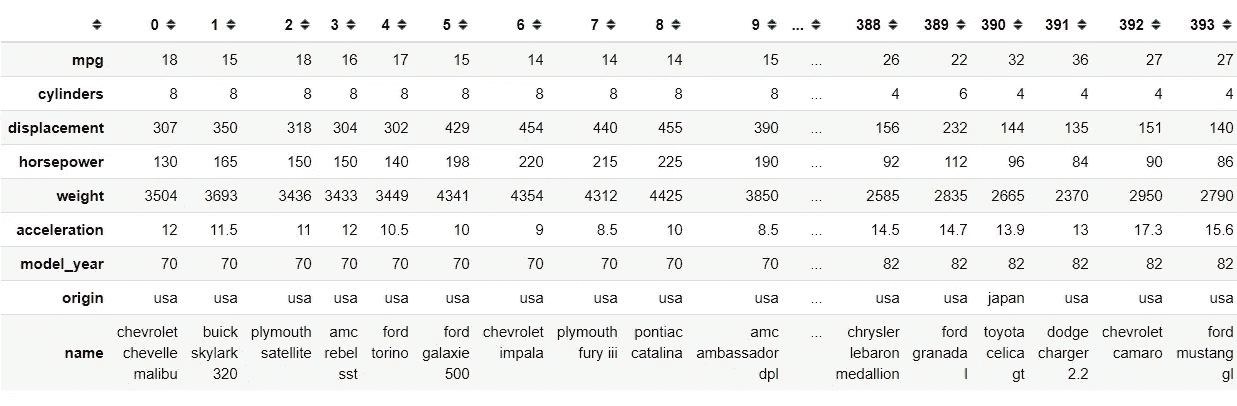 0 1 2 3 4 5 6 7 8 9 ... 388 389 390 391 392 393
mpg 18 15 18 16 17 15 14 14 14 15 ... 26 22 32 36 27 27
cylinders 8 8 8 8 8 8 8 8 8 8 ... 4 6 4 4 4 4
displacement 307 350 318 304 302 429 454 440 455 390 ... 156 232 144 135 151 140
horsepower 130 165 150 150 140 198 220 215 225 190 ... 92 112 96 84 90 86
weight 3504 3693 3436 3433 3449 4341 4354 4312 4425 3850 ... 2585 2835 2665 2370 2950 2790
acceleration 12 11.5 11 12 10.5 10 9 8.5 10 8.5 ... 14.5 14.7 13.9 13 17.3 15.6
model_year 70 70 70 70 70 70 70 70 70 70 ... 82 82 82 82 82 82
origin usa usa usa usa usa usa usa usa usa usa ... usa usa japan usa usa usa
chevrolet buick plymouth amc ford ford chevrolet plymouth pontiac amc ... chrysler ford toyota dodge chevrolet ford
name chevelle skylark satellite rebel torino galaxie impala fury iii catalina ambassador lebaron granada celica charger camaro mustang
malibu 320 sst 500 dpl medallion l gt 2.2 gl